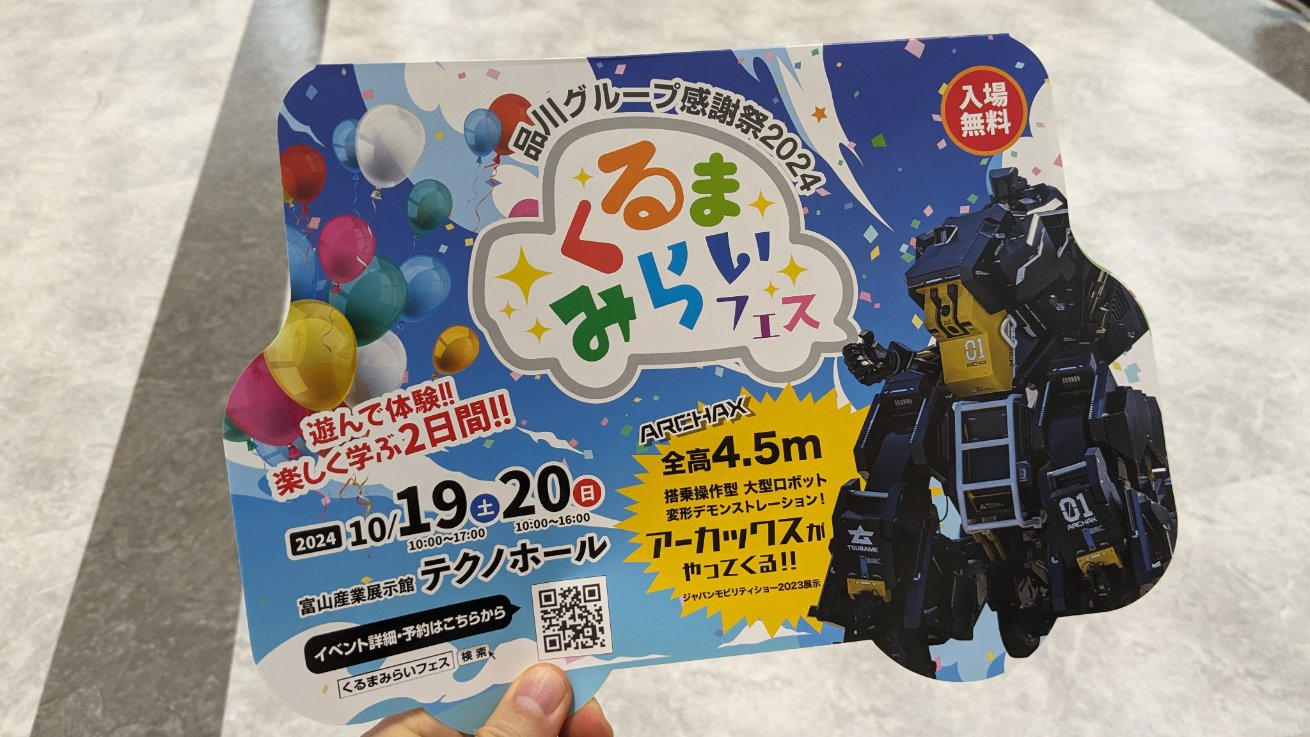 品川グループ感謝祭2024
くるま
みらい
フェス
入場
無料
遊んで体験!!
楽しく学ぶ2日間!!
2024 10/19土 20日
10:00〜17:00 10:00〜16:00
富山産業展示館 テクノホール
イベント詳細・予約はこちらから
くるまみらいフェス 検索
ARCHAX
全高4.5m
搭乗操作型 大型ロボット
変形デモンストレーション!
アーカックスが
やってくる!!
ジャパンモビリティショー2023展示
01
ARCHAX
01
ARCHAX
TSUBAME